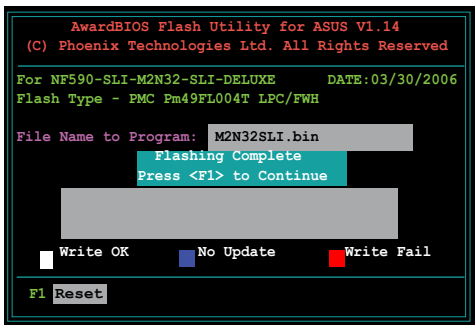 AwardBIOS Flash Utility for ASUS V1.14
(C) Phoenix Technologies Ltd. All Rights Reserved
For NF590-SLI-M2N32-SLI-DELUXE DATE:03/30/2006
Flash Type - PMC Pm49FL004T LPC/FWH
File Name to Program: M2N32SLI.bin
Flashing Complete
Press <F1> to Continue
Write OK No Update Write Fail
F1 Reset